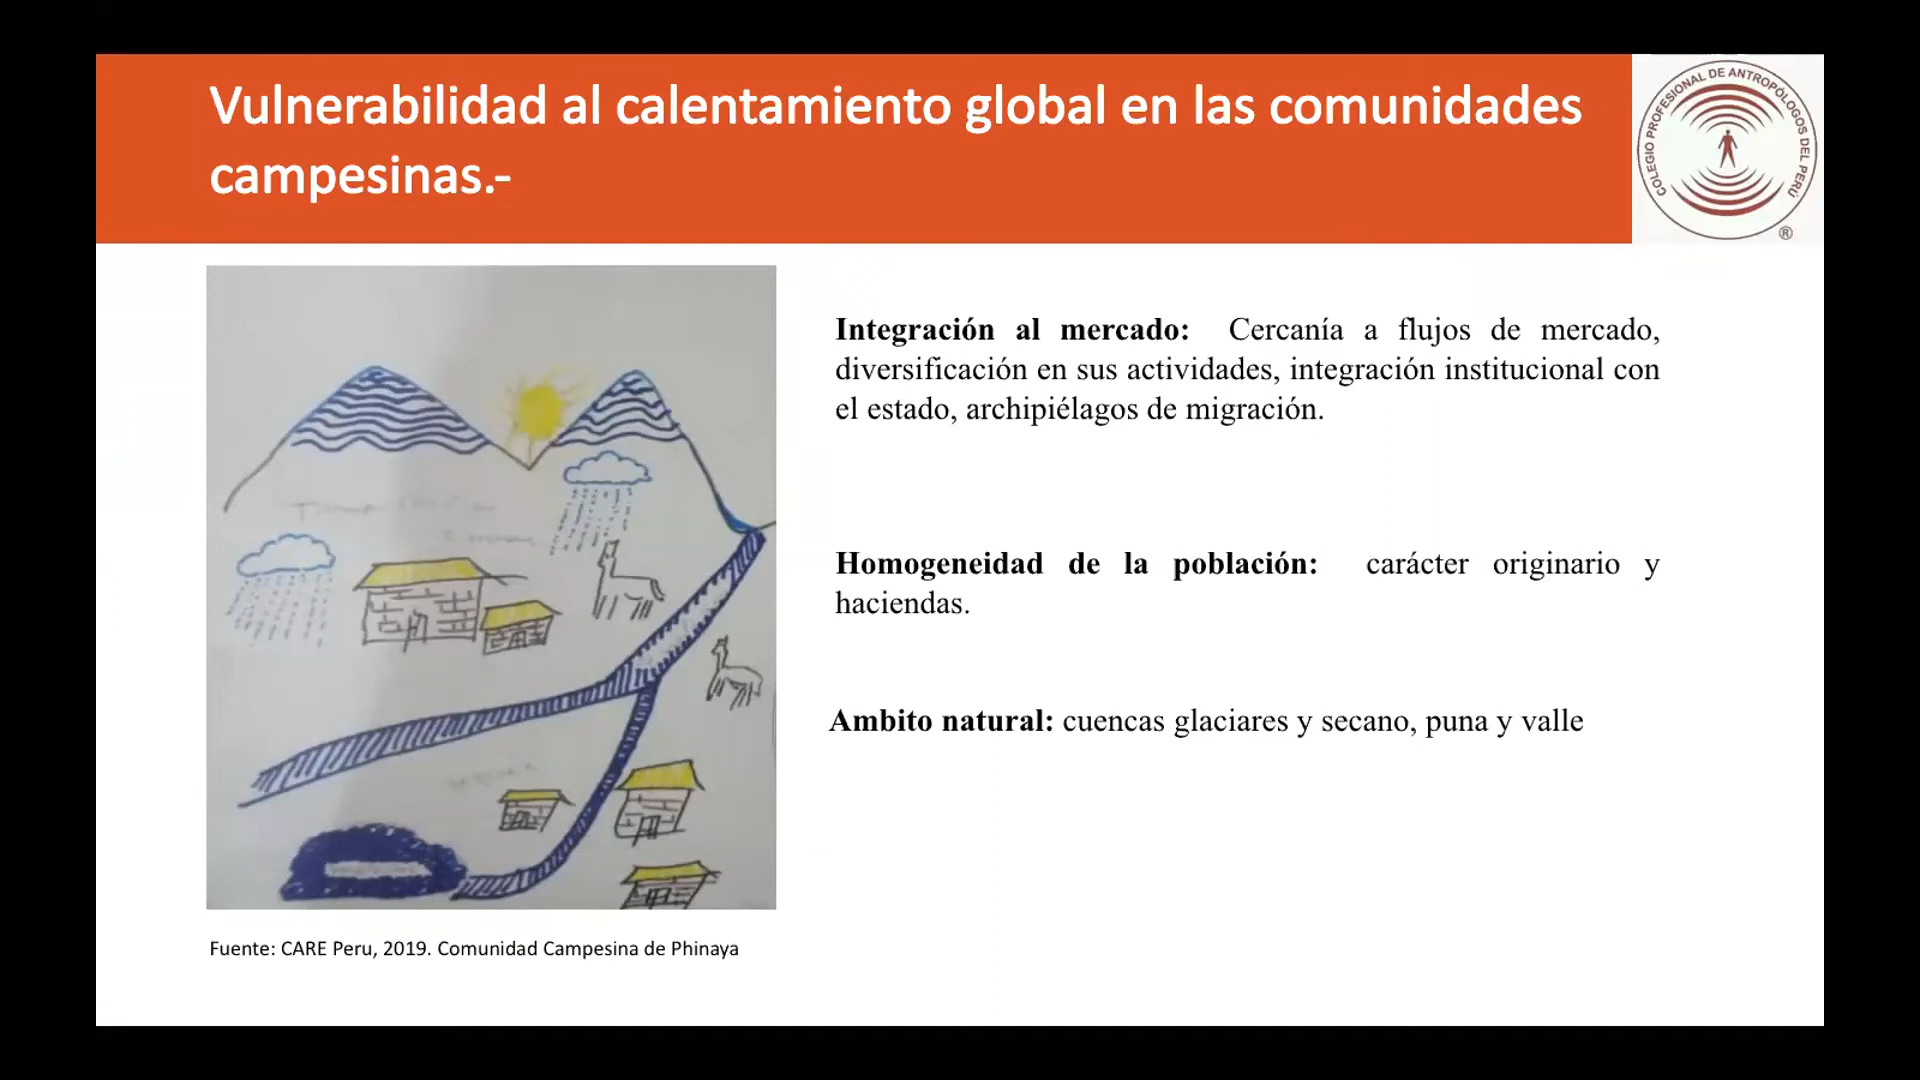 Vulnerabilidad al calentamiento global en las comunidades
campesinas.-
COLEGIO PROFESIONAL DE ANTROPÓLOGOS DEL PERÚ
®
Integración al mercado: Cercanía a flujos de mercado,
diversificación en sus actividades, integración institucional con
el estado, archipiélagos de migración.
Homogeneidad de la población: carácter originario y
haciendas.
Ambito natural: cuencas glaciares y secano, puna y valle
Fuente: CARE Peru, 2019. Comunidad Campesina de Phinaya